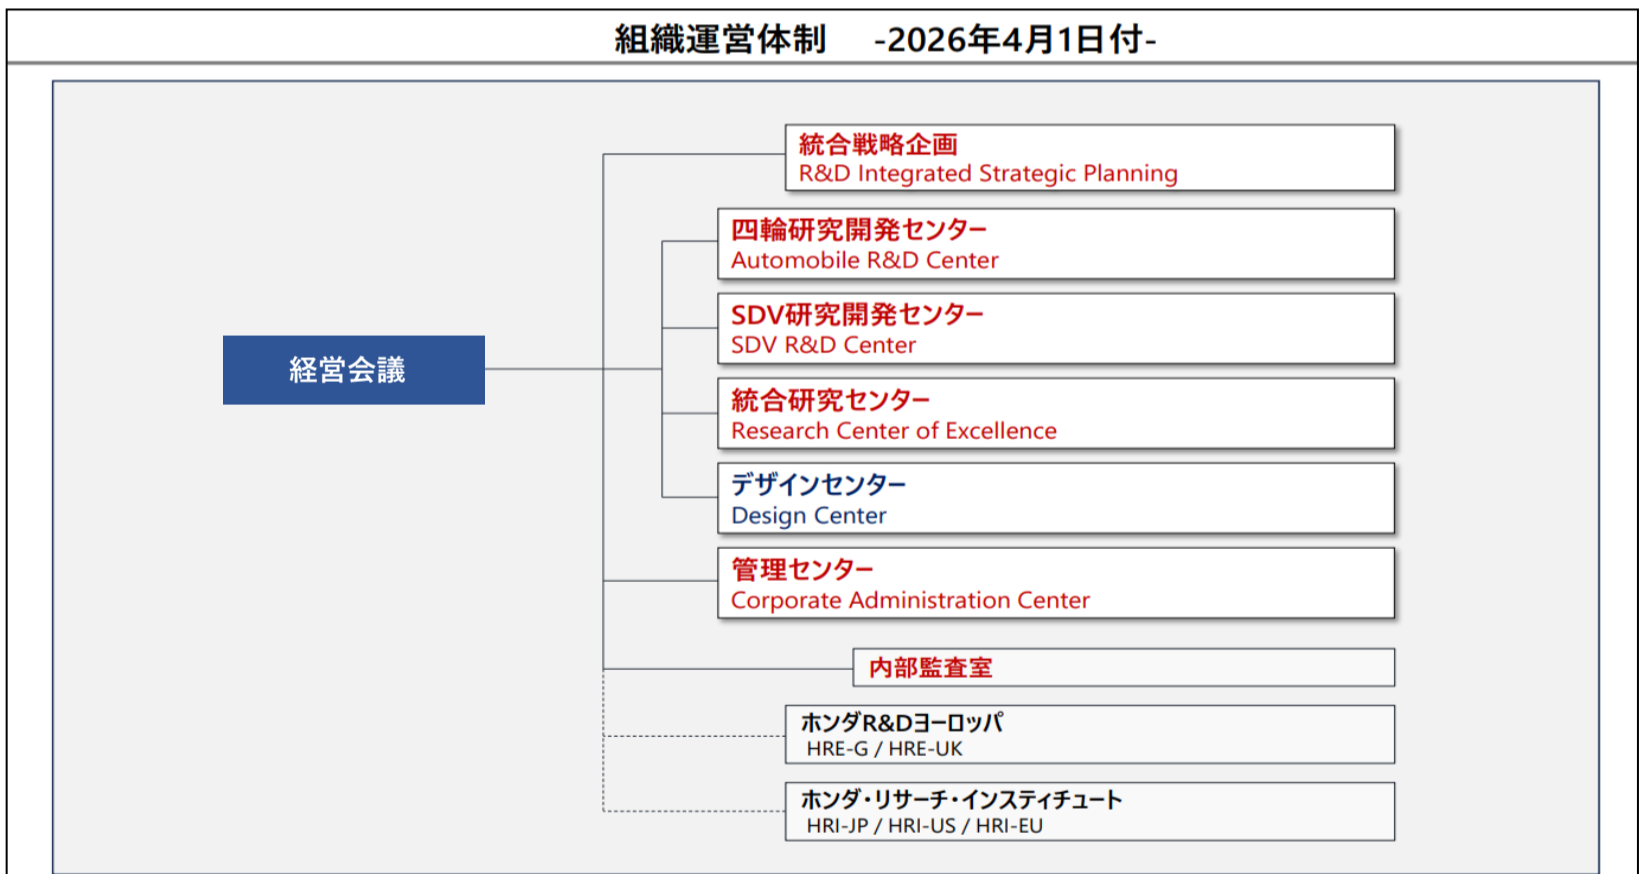 組織運営体制 -2026年4月1日付-
経営会議
統合戦略企画
R&D Integrated Strategic Planning
四輪研究開発センター
Automobile R&D Center
SDV研究開発センター
SDV R&D Center
統合研究センター
Research Center of Excellence
デザインセンター
Design Center
管理センター
Corporate Administration Center
内部監査室
ホンダR&Dヨーロッパ
HRE-G / HRE-UK
ホンダ・リサーチ・インスティチュート
HRI-JP / HRI-US / HRI-EU